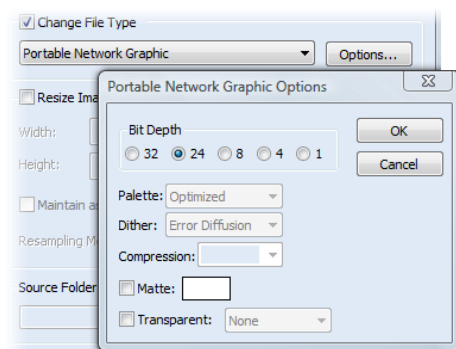 Change File Type
Portable Network Graphic
Options...
Resize Ima
Portable Network Graphic Options
Width:
Height:
Maintain a
Resampling M
Source Folder
Bit Depth
32 24 8 4 1
OK
Cancel
Palette: Optimized
Dither: Error Diffusion
Compression:
Matte:
Transparent: None